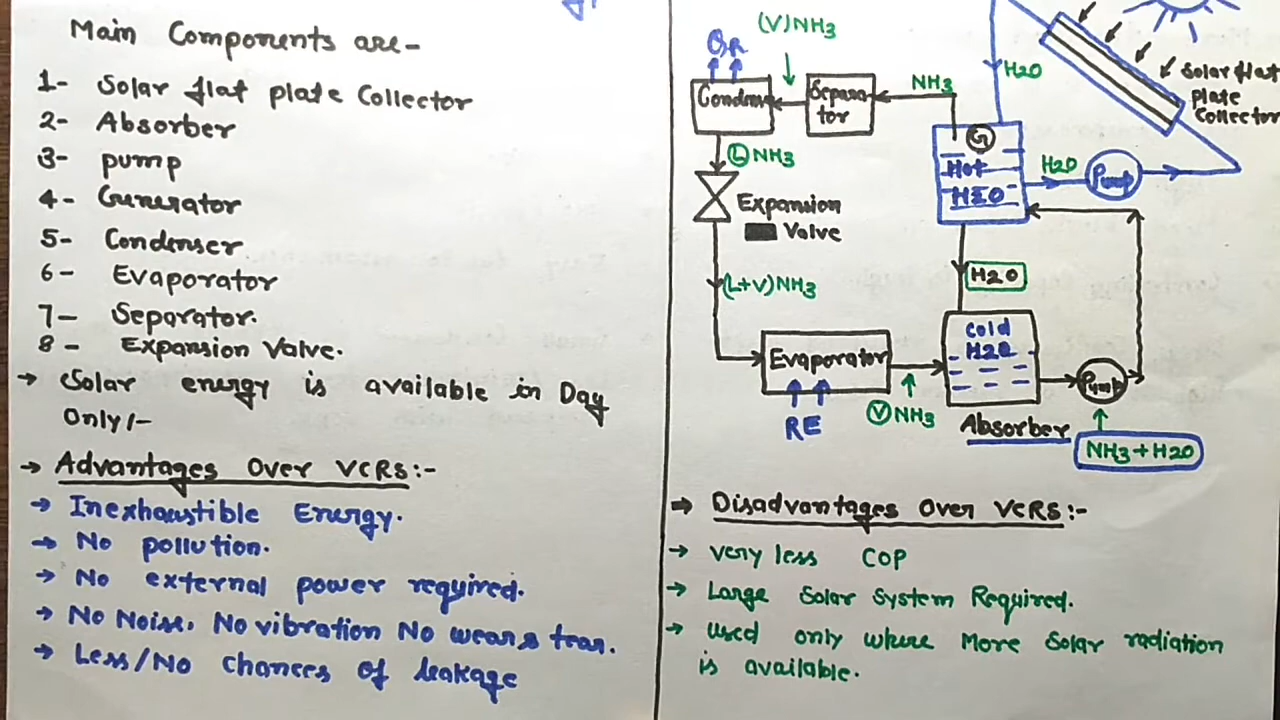 Main Components are-
1- Solar flat plate Collector
2- Absorber
3- pump
4- Generator
5- Condenser
6- Evaporator
7- Separator.
8- Expansion Valve.
→ Solar energy is available in Day
Only/-
→ Advantages Over VCRS:-
→ Inexhaustible Energy.
→ No pollution.
→ No external power required.
→ No Noise. No vibration No wear & tear.
→ Less/No chances of leakage
(V)NH3
QR
NH3
H2O
Solar flat
plate
Collector
Condens
Separa
tor
G
Hot
H2O
H2O
Pump
(L)NH3
Expansion
Valve
H2O
(L+V)NH3
Cold
H2O
Evaporator
Pump
RE
(V)NH3
Absorber
NH3+H2O
⇒ Disadvantages Over VCRS:-
→ very less COP
→ Large Solar System Required.
→ used only where More Solar radiation
is available.